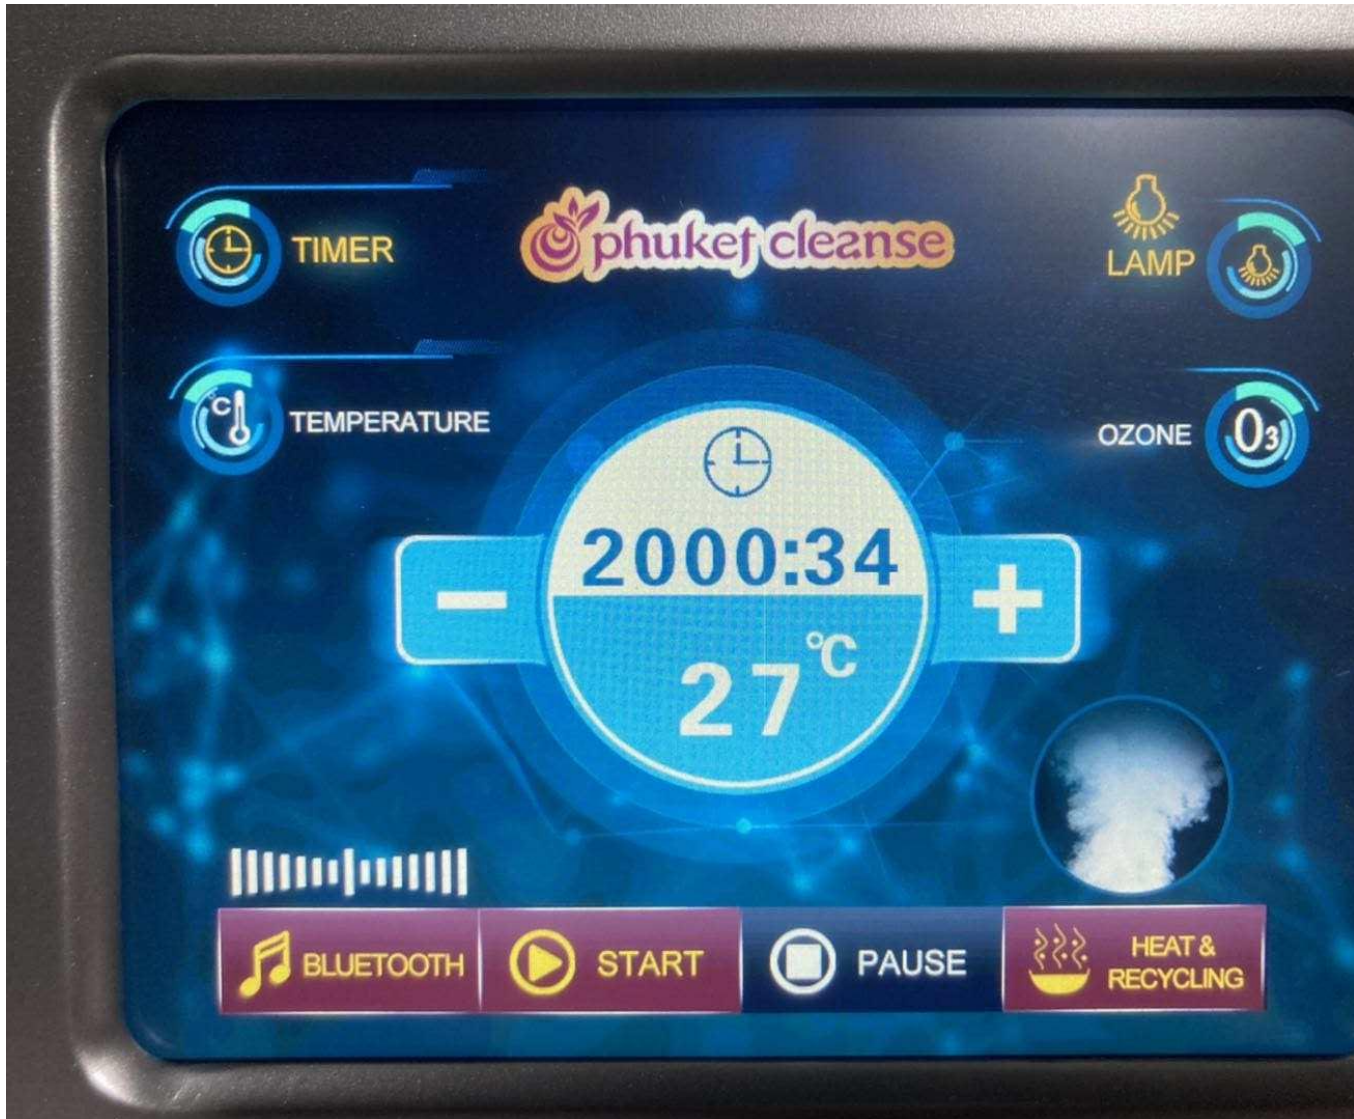 TIMER
phuket cleanse
LAMP
°C
TEMPERATURE
OZONE
O3
2000:34
27 °C
BLUETOOTH
START
PAUSE
HEAT &
RECYCLING